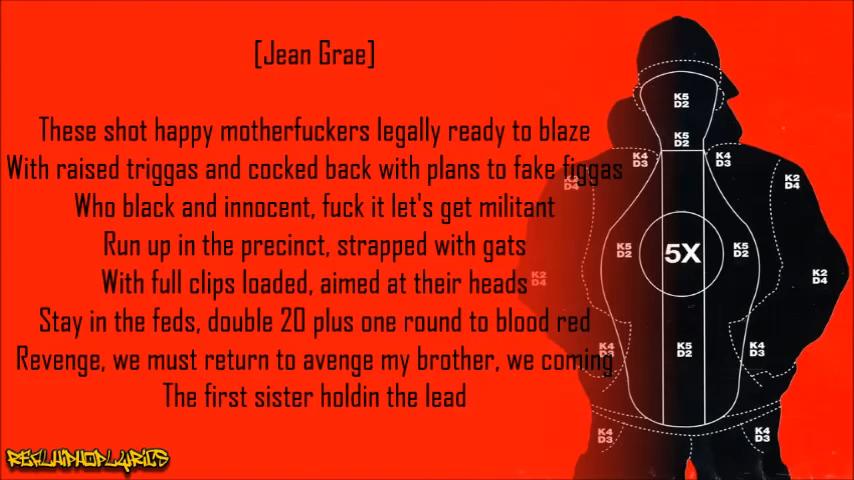 [Jean Grae]
These shot happy motherfuckers legally ready to blaze
With raised triggas and cocked back with plans to fake figgas
Who black and innocent, fuck it let's get militant
Run up in the precinct, strapped with gats
With full clips loaded, aimed at their heads
Stay in the feds, double 20 plus one round to blood red
Revenge, we must return to avenge my brother, we coming
The first sister holdin the lead
K5
D2
K5
D2
K4
D3
K4
D3
K2
D4
K2
D4
K5
D2
5X
K5
D2
K2
D4
K2
D4
K4
D3
K5
D2
K4
D3
K4
D3
K4
D3
REALHIPHOPLYRICS